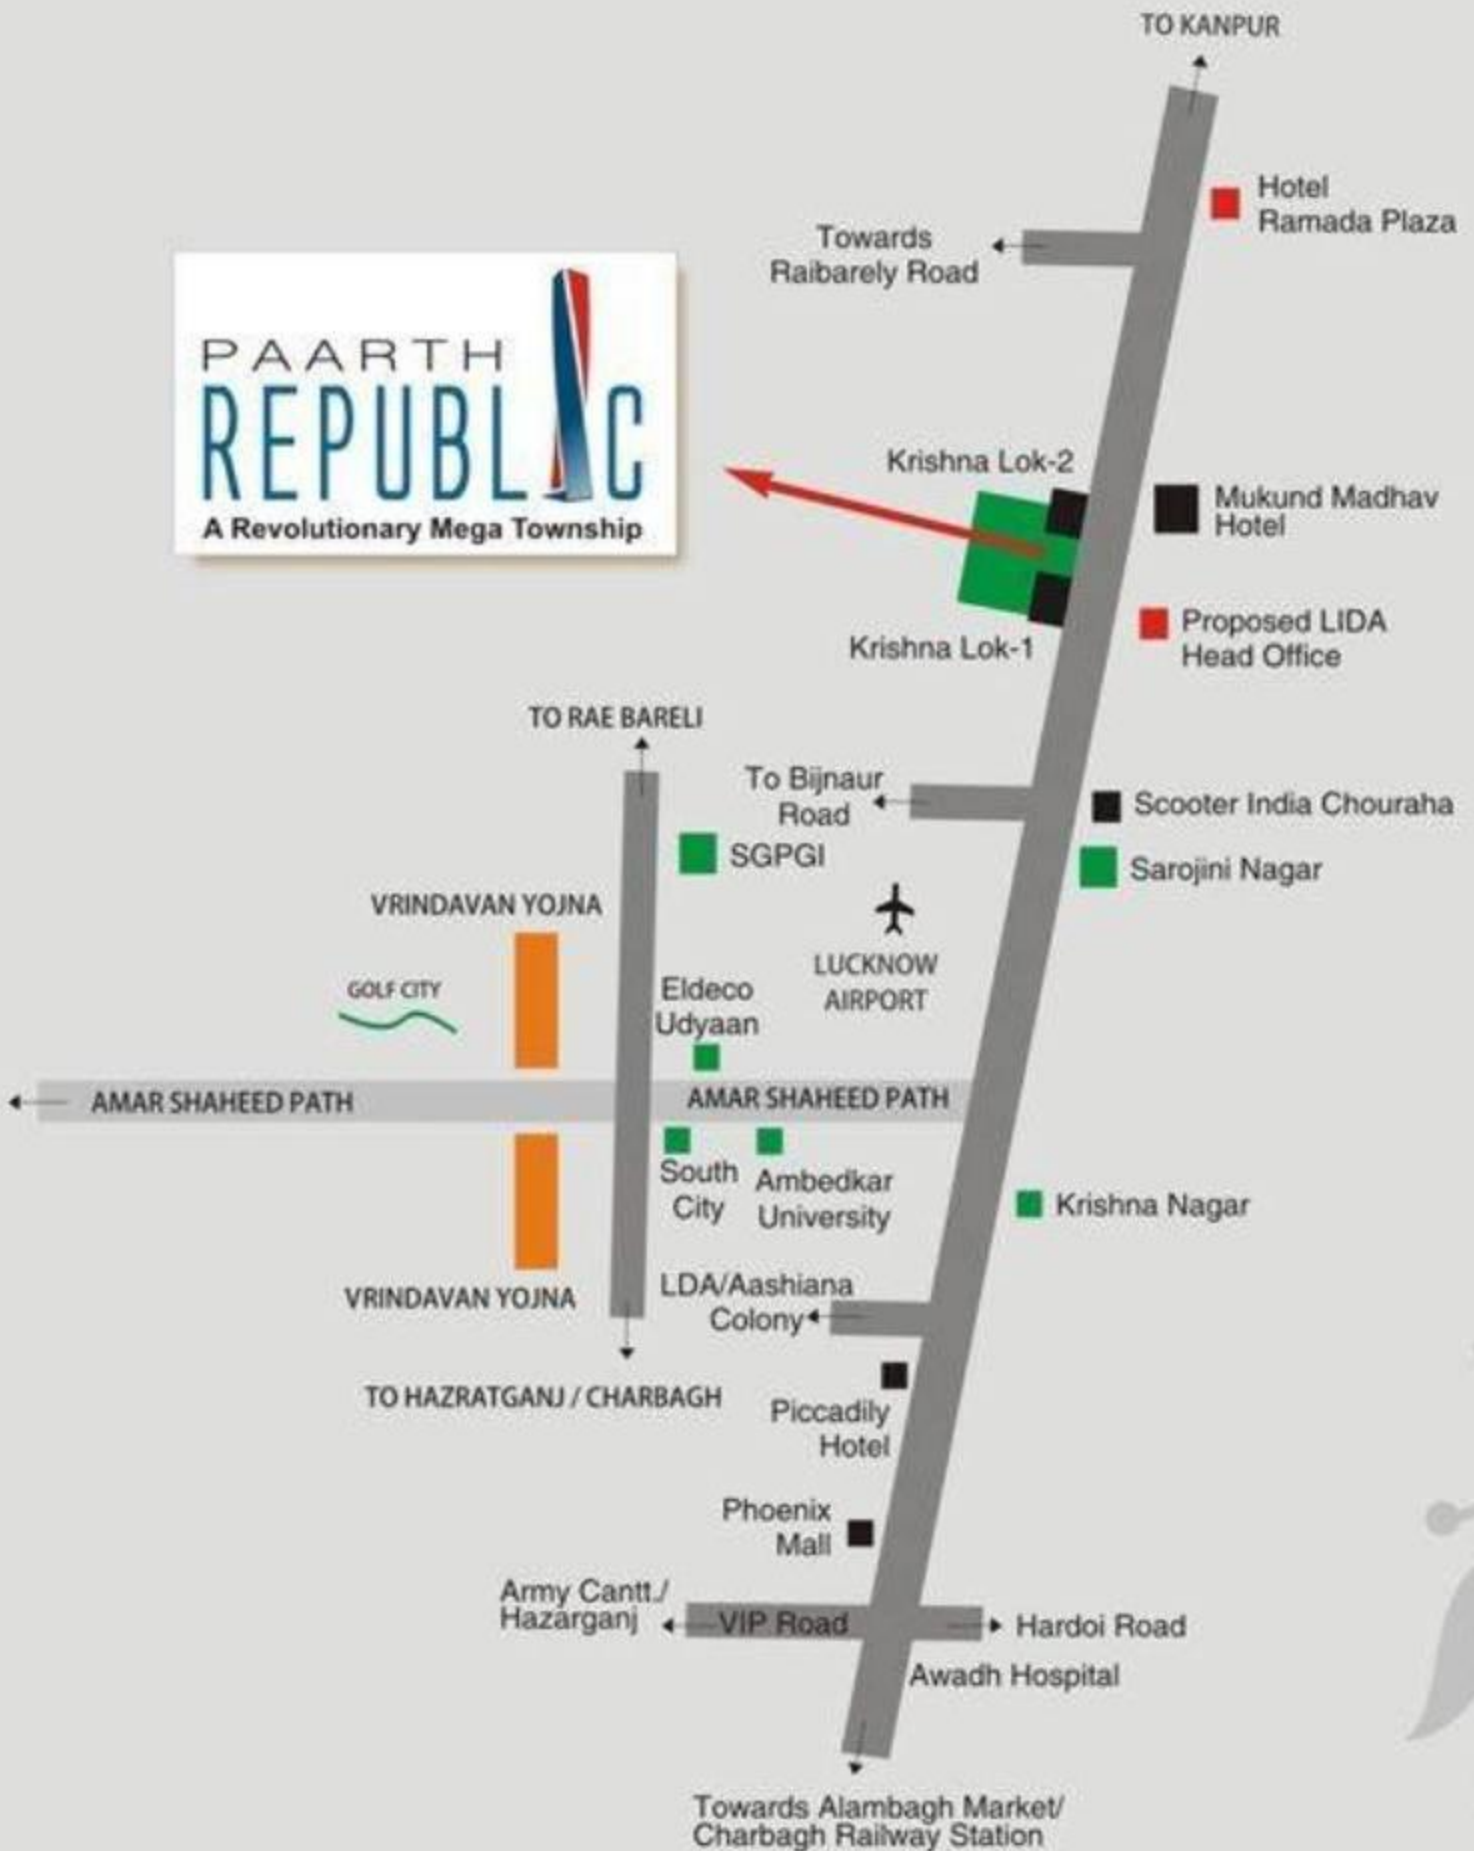 TO KANPUR
Hotel
Ramada Plaza
Towards
Raibarely Road
PAARTH
REPUBLIC
A Revolutionary Mega Township
Krishna Lok-2
Mukund Madhav
Hotel
Proposed LIDA
Head Office
Krishna Lok-1
TO RAE BARELI
To Bijnaur
Road
Scooter India Chouraha
SGPGI
Sarojini Nagar
VRINDAVAN YOJNA
LUCKNOW
AIRPORT
GOLF CITY
Eldeco
Udyaan
AMAR SHAHEED PATH
AMAR SHAHEED PATH
South
City
Ambedkar
University
Krishna Nagar
VRINDAVAN YOJNA
LDA/Aashiana
Colony
TO HAZRATGANJ / CHARBAGH
Piccadily
Hotel
Phoenix
Mall
Army Cantt./
Hazarganj
VIP Road
Hardoi Road
Awadh Hospital
Towards Alambagh Market/
Charbagh Railway Station